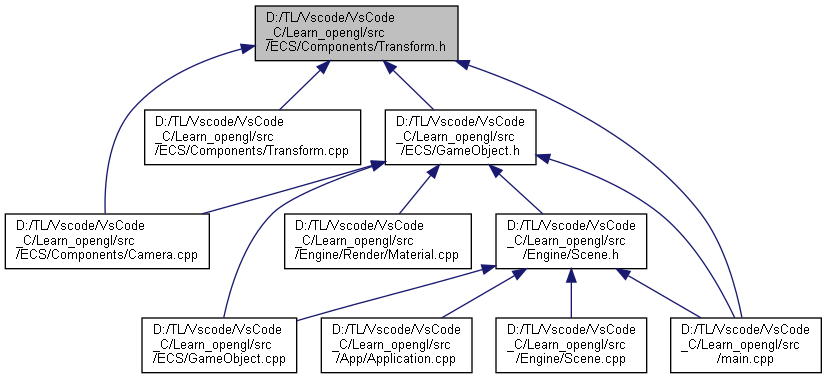 D:/TL/Vscode/VsCode
_C/Learn_opengl/src
/ECS/Components/Transform.h
D:/TL/Vscode/VsCode
_C/Learn_opengl/src
/ECS/Components/Transform.cpp
D:/TL/Vscode/VsCode
_C/Learn_opengl/src
/ECS/GameObject.h
D:/TL/Vscode/VsCode
_C/Learn_opengl/src
/ECS/Components/Camera.cpp
D:/TL/Vscode/VsCode
_C/Learn_opengl/src
/Engine/Render/Material.cpp
D:/TL/Vscode/VsCode
_C/Learn_opengl/src
/Engine/Scene.h
D:/TL/Vscode/VsCode
_C/Learn_opengl/src
/ECS/GameObject.cpp
D:/TL/Vscode/VsCode
_C/Learn_opengl/src
/App/Application.cpp
D:/TL/Vscode/VsCode
_C/Learn_opengl/src
/Engine/Scene.cpp
D:/TL/Vscode/VsCode
_C/Learn_opengl/src
/main.cpp